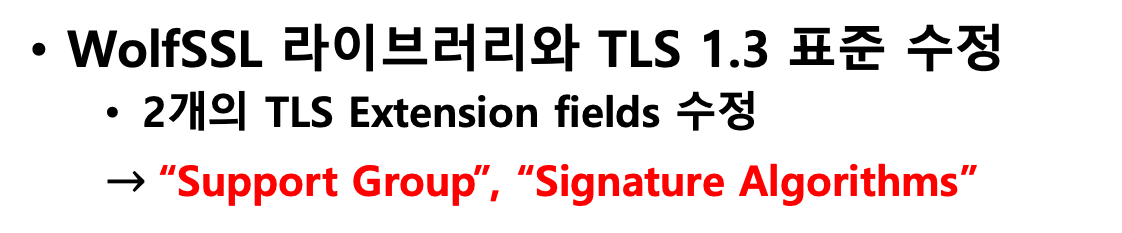 • WolfSSL 라이브러리와 TLS 1.3 표준 수정
• 2개의 TLS Extension fields 수정
→ “Support Group”, “Signature Algorithms”